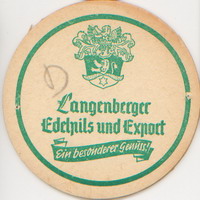 D
Langenberger
Edelpils und Export
Ein besonderer Genuss!